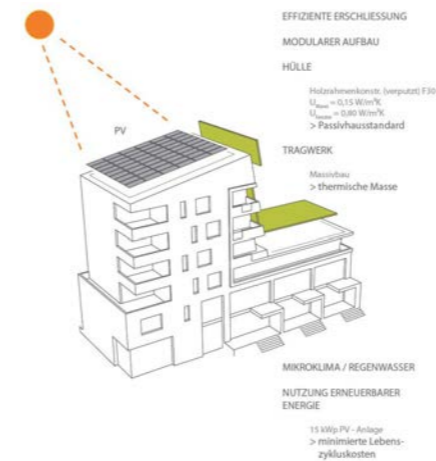 EFFIZIENTE ERSCHLIESSUNG
MODULARER AUFBAU
HÜLLE
Holzrahmenkonstr. (verputzt) F30
U = 0,15 W/m²K
U = 0,80 W/m²K
> Passivhausstandard
PV
TRAGWERK
Massivbau
> thermische Masse
MIKROKLIMA / REGENWASSER
NUTZUNG ERNEUERBARER
ENERGIE
15 kWp PV - Anlage
> minimierte Lebens-
zykluskosten